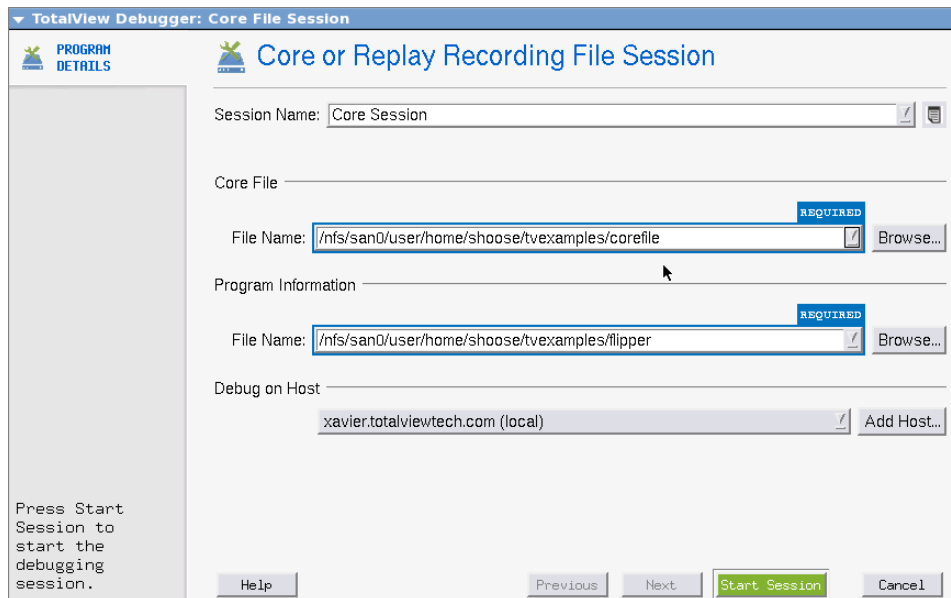 TotalView Debugger: Core File Session
PROGRAM
DETAILS
Core or Replay Recording File Session
Session Name: Core Session
Core File
REQUIRED
File Name: /nfs/san0/user/home/shoose/tvexamples/corefile Browse...
Program Information
REQUIRED
File Name: /nfs/san0/user/home/shoose/tvexamples/flipper Browse...
Debug on Host
xavier.totalviewtech.com (local) Add Host...
Press Start
Session to
start the
debugging
session.
Help Previous Next Start Session Cancel